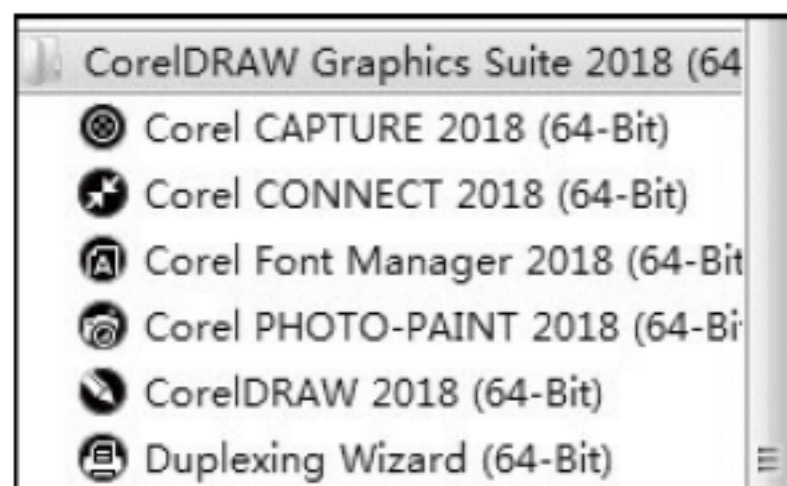 CorelDRAW Graphics Suite 2018 (64
Corel CAPTURE 2018 (64-Bit)
Corel CONNECT 2018 (64-Bit)
Corel Font Manager 2018 (64-Bit
Corel PHOTO-PAINT 2018 (64-Bi
CorelDRAW 2018 (64-Bit)
Duplexing Wizard (64-Bit)